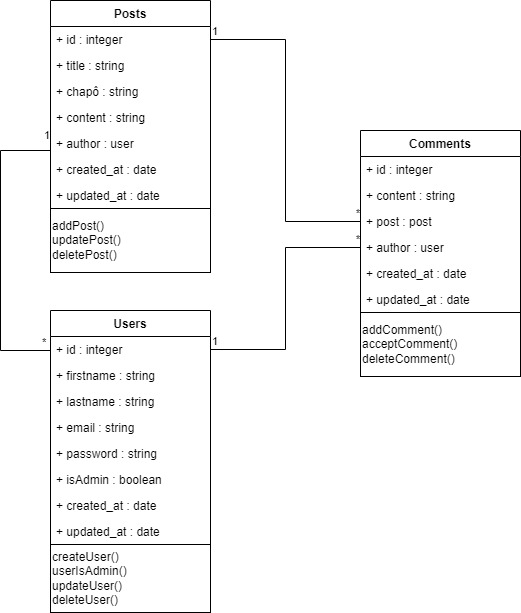 Posts
+ id : integer
+ title : string
+ chapô : string
+ content : string
+ author : user
+ created_at : date
+ updated_at : date
addPost()
updatePost()
deletePost()
1
1
*
Comments
+ id : integer
+ content : string
+ post : post
+ author : user
+ created_at : date
+ updated_at : date
addComment()
acceptComment()
deleteComment()
*
*
Users
+ id : integer
+ firstname : string
+ lastname : string
+ email : string
+ password : string
+ isAdmin : boolean
+ created_at : date
+ updated_at : date
createUser()
userIsAdmin()
updateUser()
deleteUser()
1